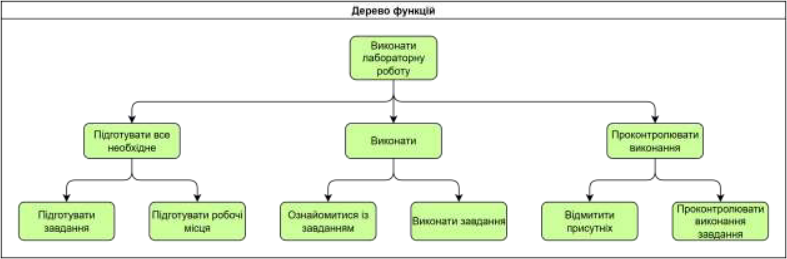 Дерево функцій
Виконати
лабораторну
роботу
Підготувати все
необхідне
Виконати
Проконтролювати
виконання
Підготувати
завдання
Підготувати робочі
місця
Ознайомитися із
завданням
Виконати завдання
Відмитити
присутніх
Проконтролювати
виконання
завдання